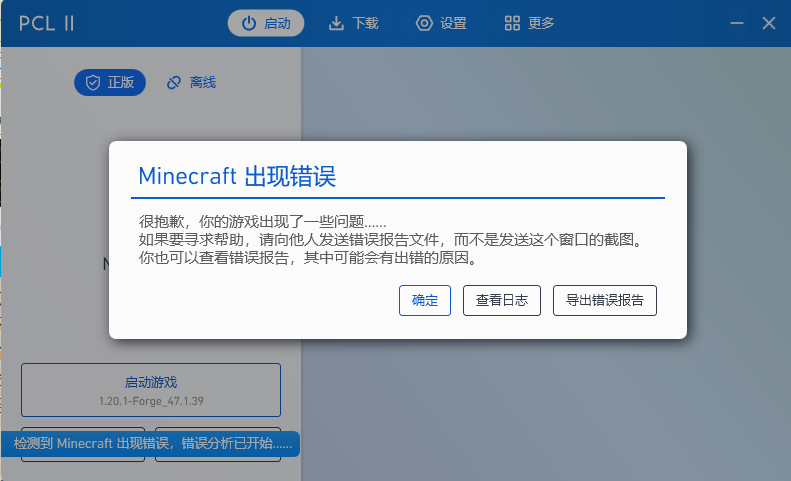 PCL II
启动
下载
设置
更多
正版
离线
Minecraft 出现错误
很抱歉，你的游戏出现了一些问题……
如果要寻求帮助，请向他人发送错误报告文件，而不是发送这个窗口的截图。
你也可以查看错误报告，其中可能会有出错的原因。
确定
查看日志
导出错误报告
启动游戏
1.20.1-Forge_47.1.39
检测到 Minecraft 出现错误，错误分析已开始……